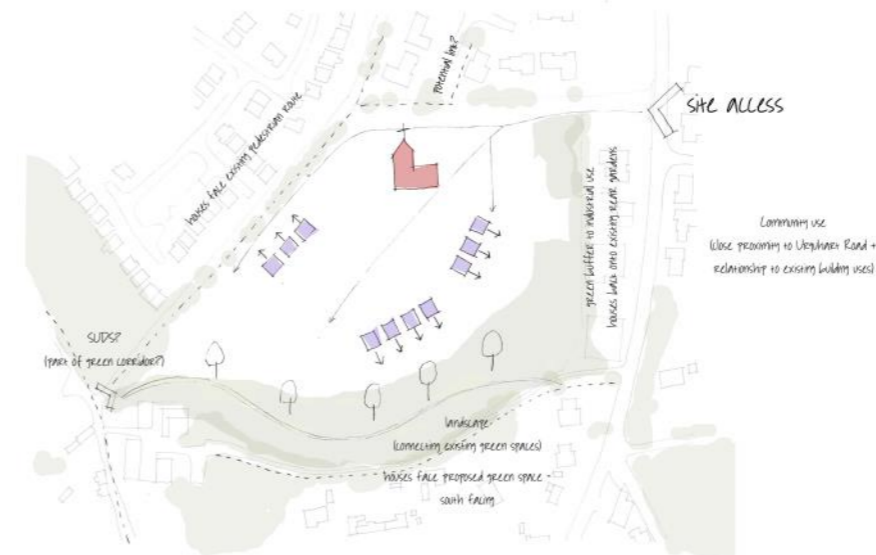 potential link?
site access
houses face existing pedestrian route
green buffer to industrial use
houses back onto existing rear gardens
Community use
(close proximity to Urquhart Road +
relationship to existing building uses)
SUDS?
(part of green corridor?)
landscape
(connecting existing green spaces)
houses face proposed green space -
south facing